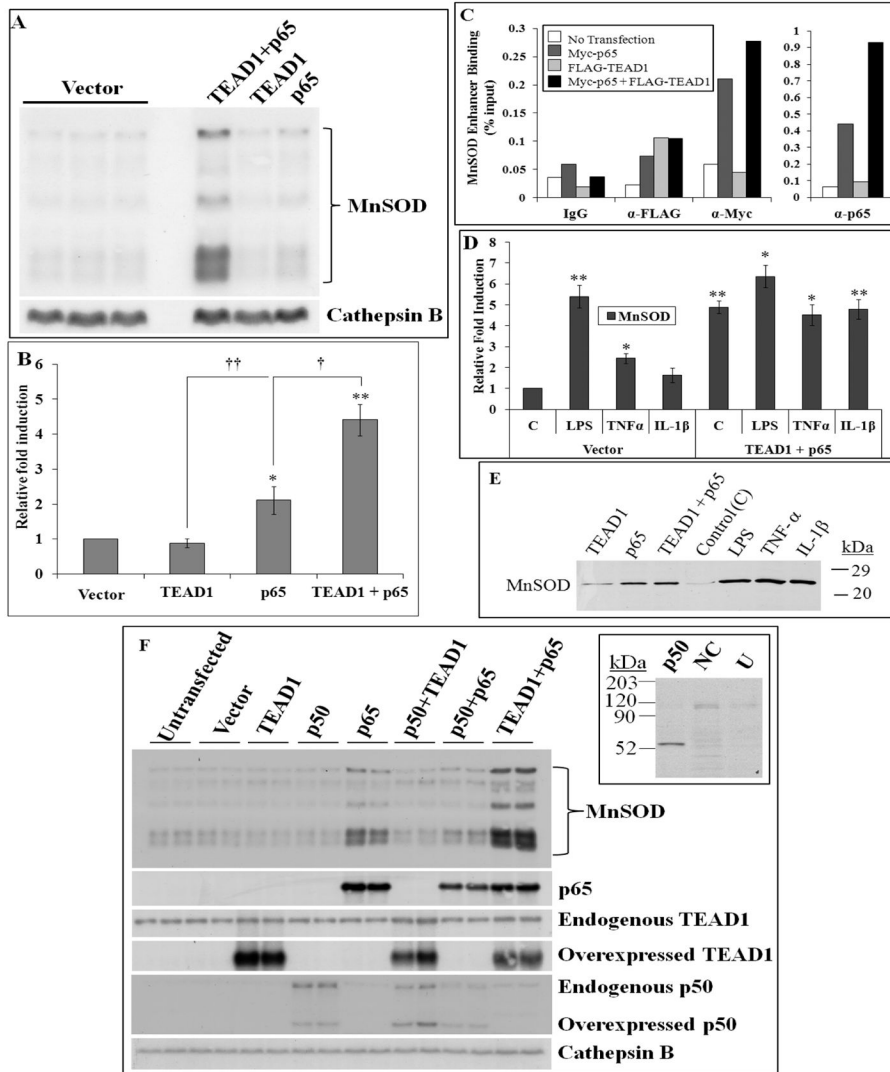 A
Vector
TEAD1+p65
TEAD1
p65
MnSOD
Cathepsin B
B
Relative fold induction
6
5
4
3
2
1
0
††
†
*
**
Vector
TEAD1
p65
TEAD1 + p65
C
MnSOD Enhancer Binding
(% input)
0.3
0.25
0.2
0.15
0.1
0.05
0
No Transfection
Myc-p65
FLAG-TEAD1
Myc-p65 + FLAG-TEAD1
IgG
α-FLAG
α-Myc
1
0.9
0.8
0.7
0.6
0.5
0.4
0.3
0.2
0.1
0
α-p65
D
Relative Fold Induction
8
7
6
5
4
3
2
1
0
MnSOD
**
*
**
*
*
**
C
LPS
TNFα
IL-1β
C
LPS
TNFα
IL-1β
Vector
TEAD1 + p65
E
TEAD1
p65
TEAD1 + p65
Control (C)
LPS
TNF-α
IL-1β
kDa
29
20
MnSOD
F
Untransfected
Vector
TEAD1
p50
p65
p50+TEAD1
p50+p65
TEAD1+p65
MnSOD
p65
Endogenous TEAD1
Overexpressed TEAD1
Endogenous p50
Overexpressed p50
Cathepsin B
kDa
p50
NC
U
203
120
90
52